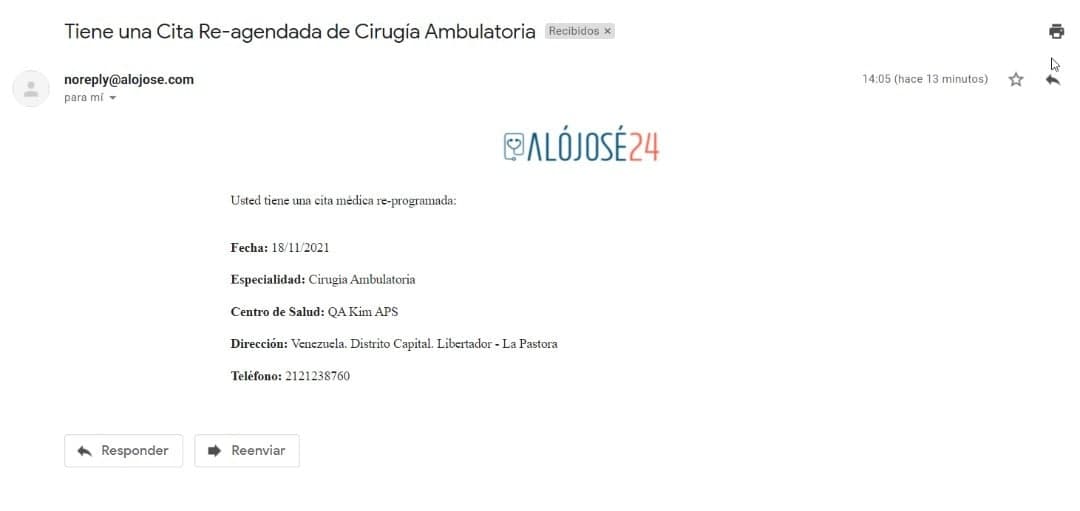 Tiene una Cita Re-agendada de Cirugía Ambulatoria Recibidos ×
noreply@alojose.com 14:05 (hace 13 minutos)
para mí
ALÓJOSÉ24
Usted tiene una cita médica re-programada:
Fecha: 18/11/2021
Especialidad: Cirugia Ambulatoria
Centro de Salud: QA Kim APS
Dirección: Venezuela. Distrito Capital. Libertador - La Pastora
Teléfono: 2121238760
Responder Reenviar